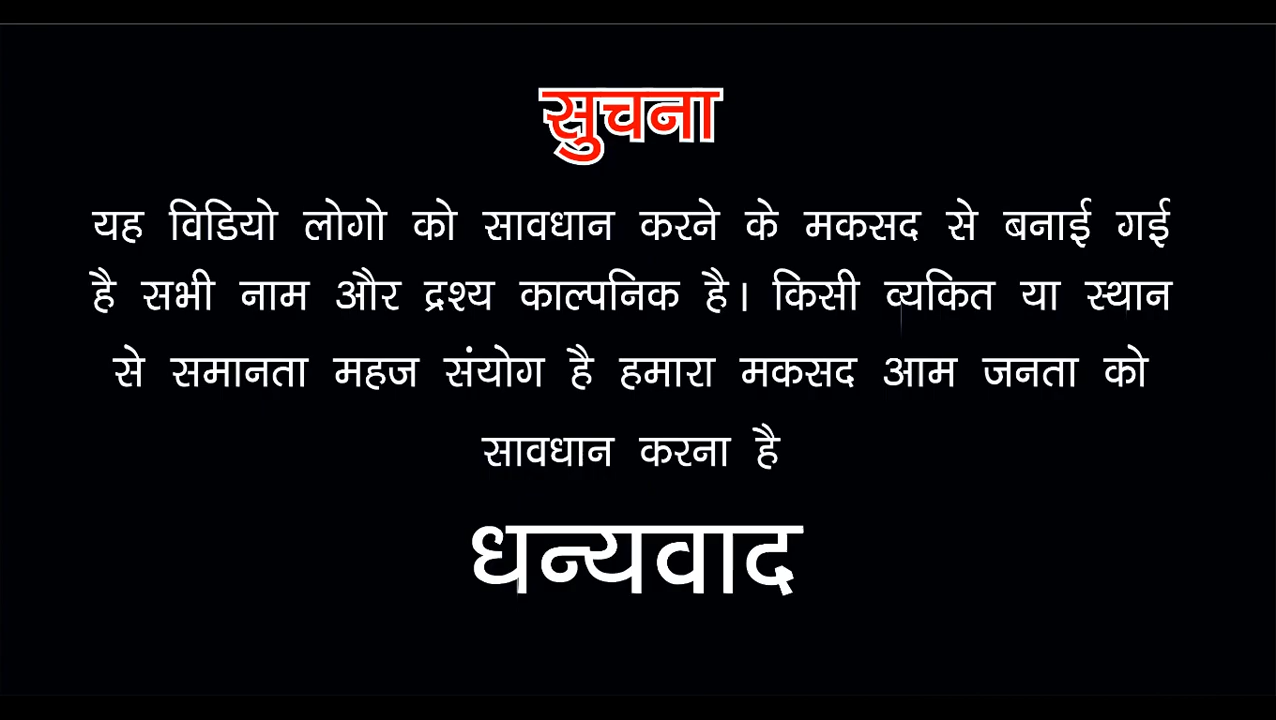 सुचना
यह विडियो लोगो को सावधान करने के मकसद से बनाई गई
है सभी नाम और द्रश्य काल्पनिक है। किसी व्यकित या स्थान
से समानता महज संयोग है हमारा मकसद आम जनता को
सावधान करना है
धन्यवाद